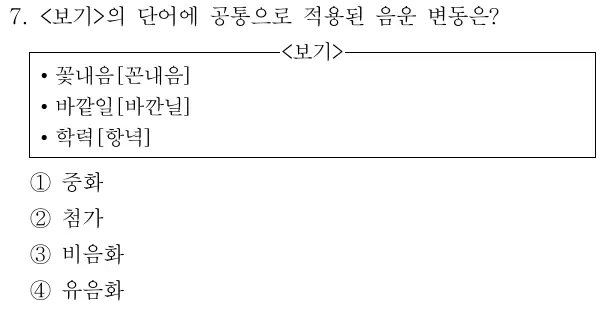 7. <보기>의 단어에 공통으로 적용된 음운 변동은?
<보기>
• 꽃내음[꼰내음]
• 바깥일[바깐닐]
• 학력[항녁]
① 중화
② 첨가
③ 비음화
④ 유음화